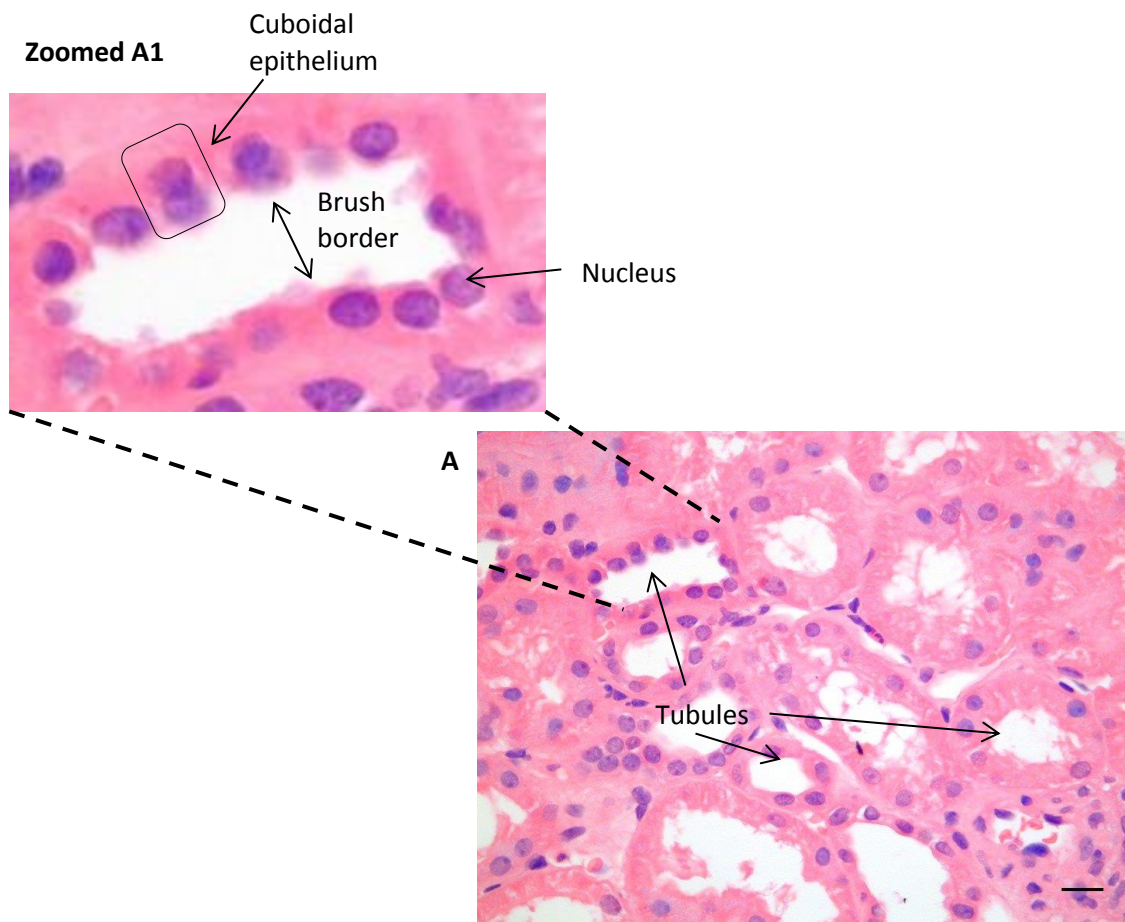 Zoomed A1
Cuboidal
epithelium
Brush
border
Nucleus
A
Tubules